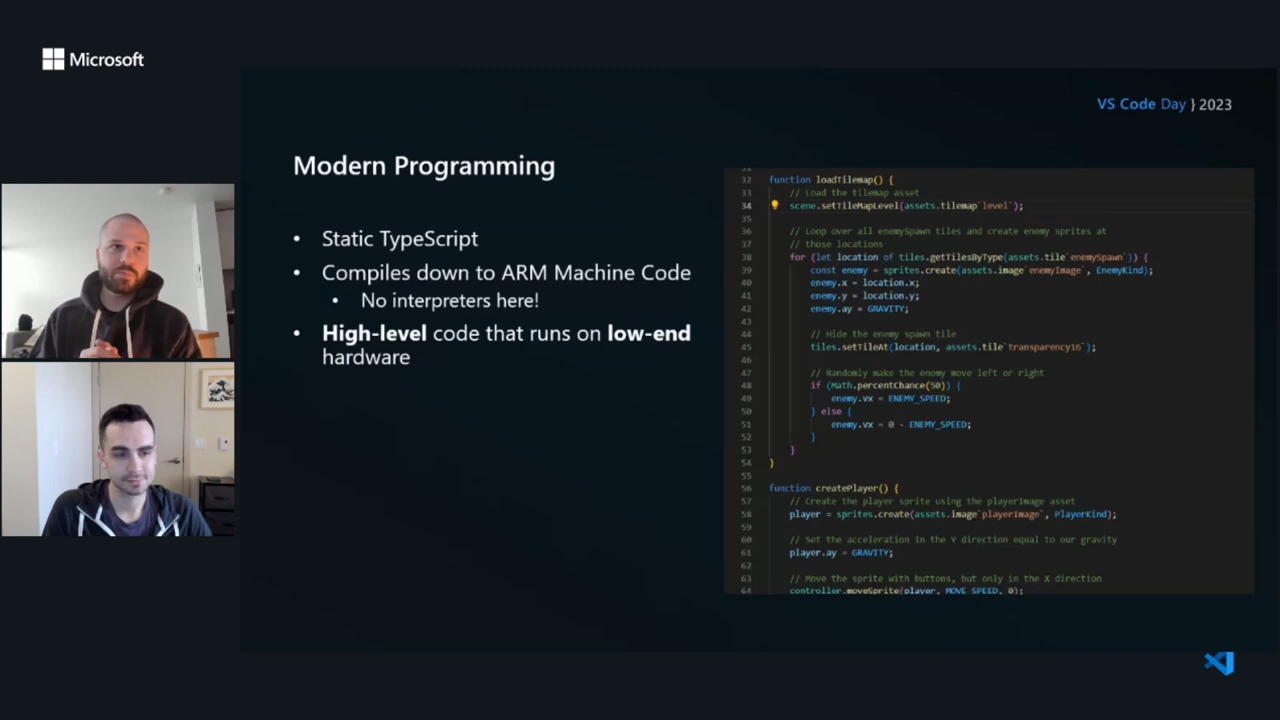 Microsoft
VS Code Day } 2023
Modern Programming
• Static TypeScript
• Compiles down to ARM Machine Code
• No interpreters here!
• High-level code that runs on low-end
hardware
32 function loadTilemap() {
33 // Load the tilemap asset
34 scene.setTileMapLevel(assets.tilemap`level`);
35
36 // Loop over all enemySpawn tiles and create enemy sprites at
37 // those locations
38 for (let location of tiles.getTilesByType(assets.tile`enemySpawn`)) {
39 const enemy = sprites.create(assets.image`enemyImage`, EnemyKind);
40 enemy.x = location.x;
41 enemy.y = location.y;
42 enemy.ay = GRAVITY;
43
44 // Hide the enemy spawn tile
45 tiles.setTileAt(location, assets.tile`transparency16`);
46
47 // Randomly make the enemy move left or right
48 if (Math.percentChance(50)) {
49 enemy.vx = ENEMY_SPEED;
50 } else {
51 enemy.vx = 0 - ENEMY_SPEED;
52 }
53 }
54 }
55
56 function createPlayer() {
57 // Create the player sprite using the playerImage asset
58 player = sprites.create(assets.image`playerImage`, PlayerKind);
59
60 // Set the acceleration in the Y direction equal to our gravity
61 player.ay = GRAVITY;
62
63 // Move the sprite with buttons, but only in the X direction
64 controller.moveSprite(player, MOVE_SPEED, 0);